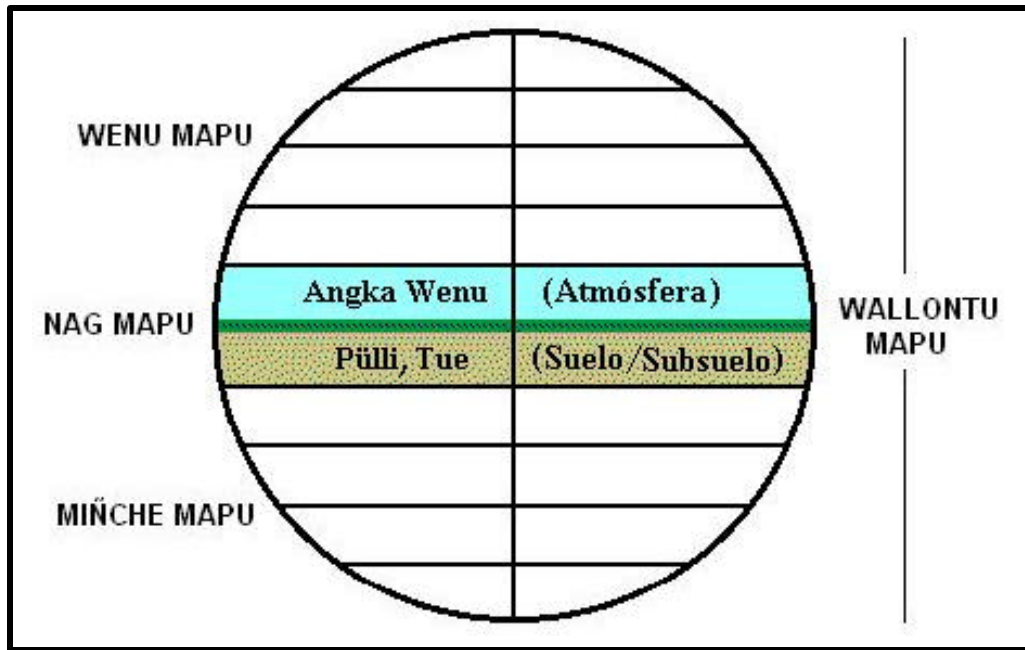 WENU MAPU
Angka Wenu (Atmósfera)
NAG MAPU
WALLONTU
MAPU
Pülli, Tue (Suelo/Subsuelo)
MIÑCHE MAPU